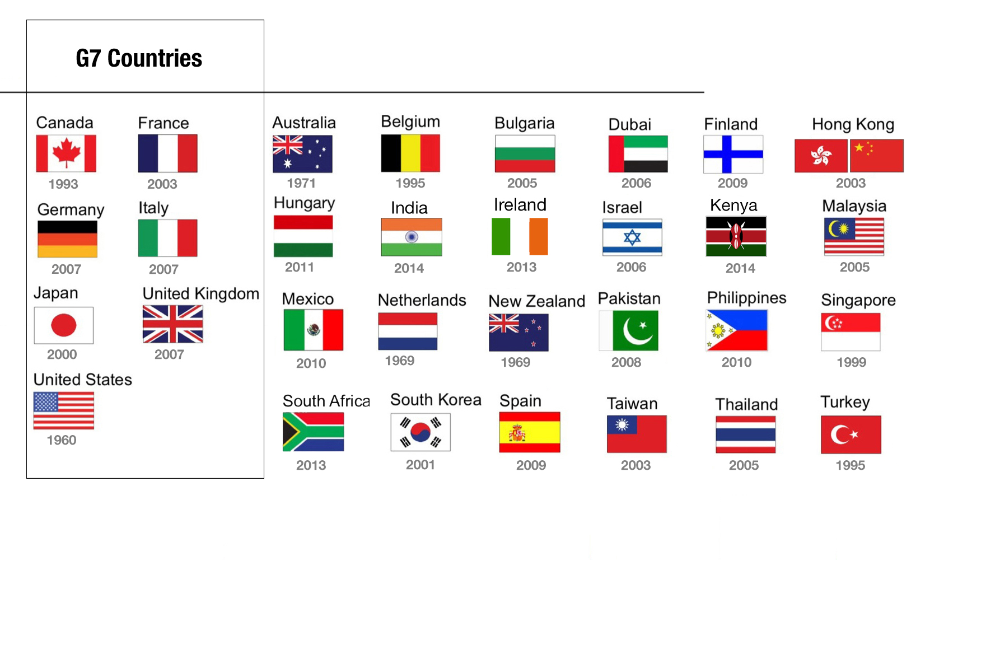 G7 Countries
Canada France Australia Belgium Bulgaria Dubai Finland Hong Kong
1993 2003 1971 1995 2005 2006 2009 2003
Germany Italy Hungary India Ireland Israel Kenya Malaysia
2007 2007 2011 2014 2013 2006 2014 2005
Japan United Kingdom Mexico Netherlands New Zealand Pakistan Philippines Singapore
2000 2007 2010 1969 1969 2008 2010 1999
United States South Africa South Korea Spain Taiwan Thailand Turkey
1960 2013 2001 2009 2003 2005 1995